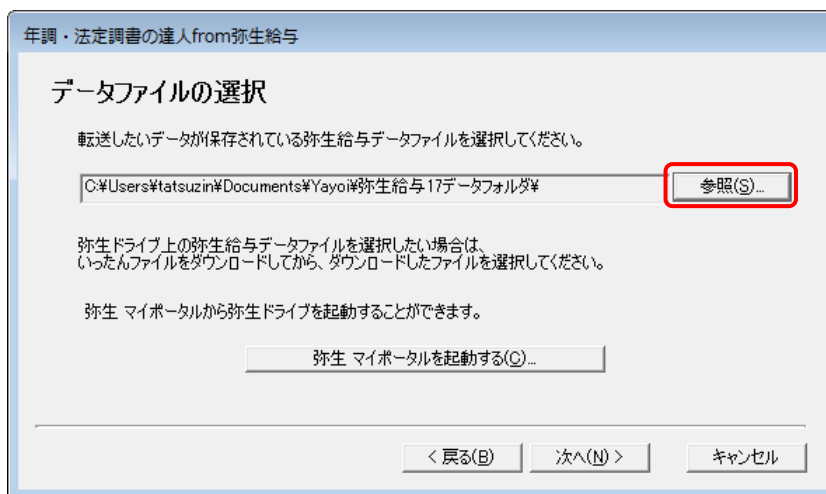 年調・法定調書の達人from弥生給与
データファイルの選択
転送したいデータが保存されている弥生給与データファイルを選択してください。
C:¥Users¥tatsuzin¥Documents¥Yayoi¥弥生給与17データフォルダ¥
参照(S)...
弥生ドライブ上の弥生給与データファイルを選択したい場合は、
いったんファイルをダウンロードしてから、ダウンロードしたファイルを選択してください。
弥生 マイポータルから弥生ドライブを起動することができます。
弥生 マイポータルを起動する(C)...
< 戻る(B)
次へ(N) >
キャンセル